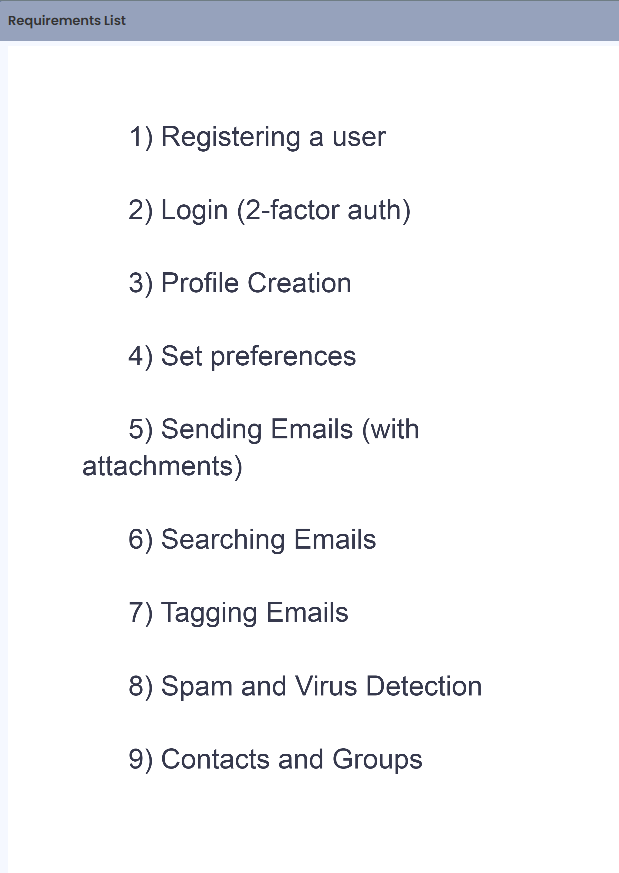 Requirements List
1) Registering a user
2) Login (2-factor auth)
3) Profile Creation
4) Set preferences
5) Sending Emails (with
attachments)
6) Searching Emails
7) Tagging Emails
8) Spam and Virus Detection
9) Contacts and Groups